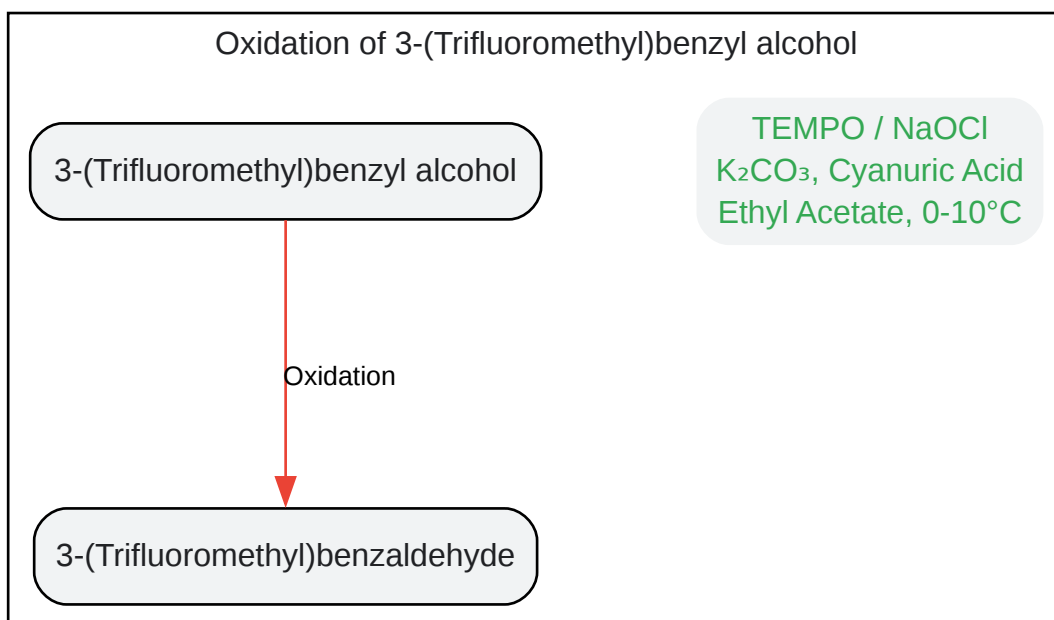 Oxidation of 3-(Trifluoromethyl)benzyl alcohol
3-(Trifluoromethyl)benzyl alcohol
TEMPO / NaOCl
K₂CO₃, Cyanuric Acid
Ethyl Acetate, 0-10°C
Oxidation
3-(Trifluoromethyl)benzaldehyde